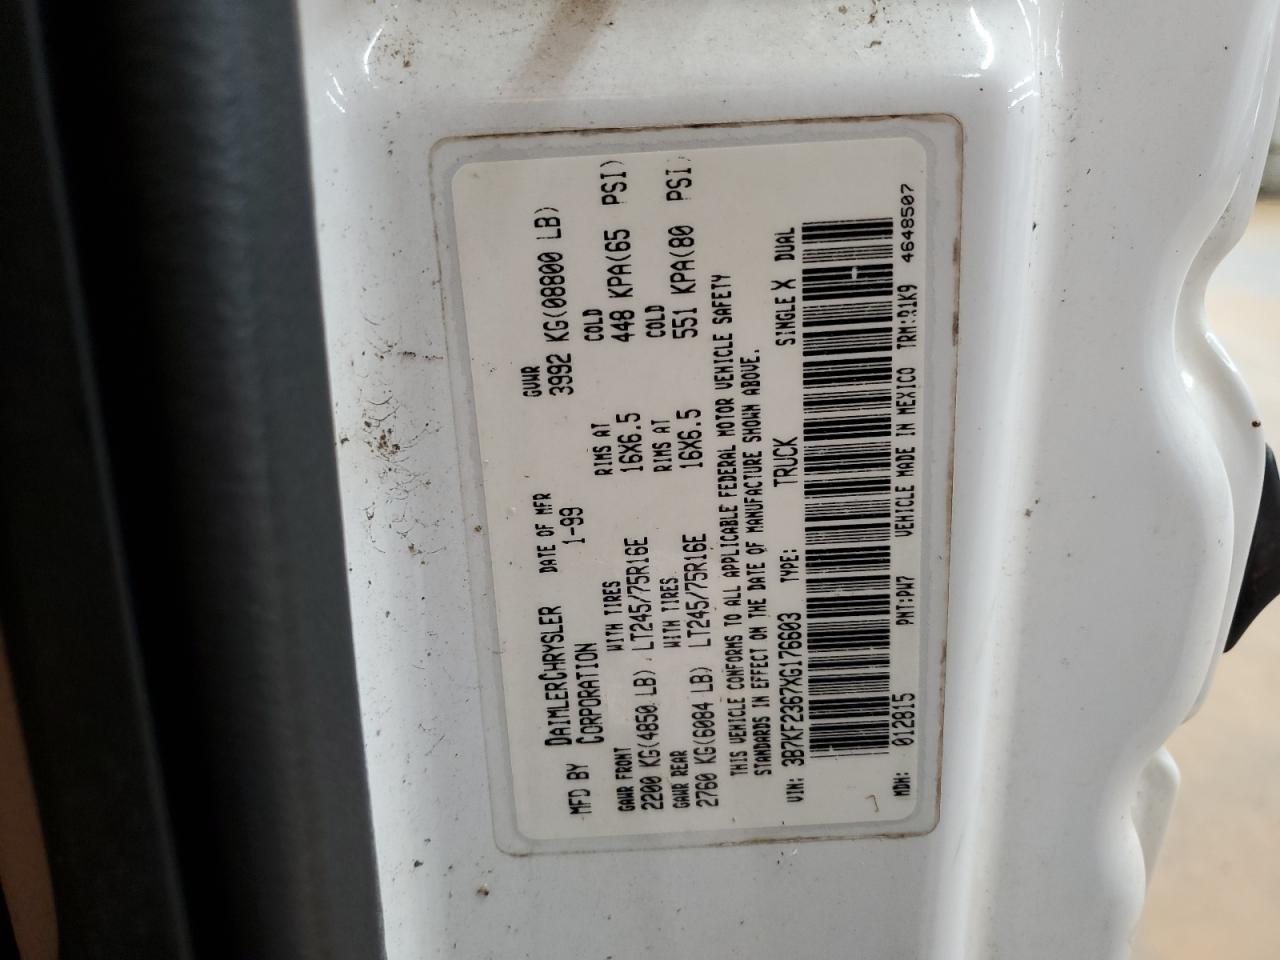 MFD BY DAIMLERCHRYSLER CORPORATION DATE OF MFR 1-99 GVWR 3992 KG(08800 LB)
GAWR FRONT WITH TIRES RIMS AT COLD
2200 KG(4850 LB) LT245/75R16E 16X6.5 448 KPA(65 PSI)
GAWR REAR WITH TIRES RIMS AT COLD
2760 KG(6084 LB) LT245/75R16E 16X6.5 551 KPA(80 PSI)
THIS VEHICLE CONFORMS TO ALL APPLICABLE FEDERAL MOTOR VEHICLE SAFETY
STANDARDS IN EFFECT ON THE DATE OF MANUFACTURE SHOWN ABOVE.
VIN: 3B7KF2367XG176603 TYPE: TRUCK SINGLE X DUAL
MDH: 012815 PNT:PW7 VEHICLE MADE IN MEXICO TRM:91K9 4648507